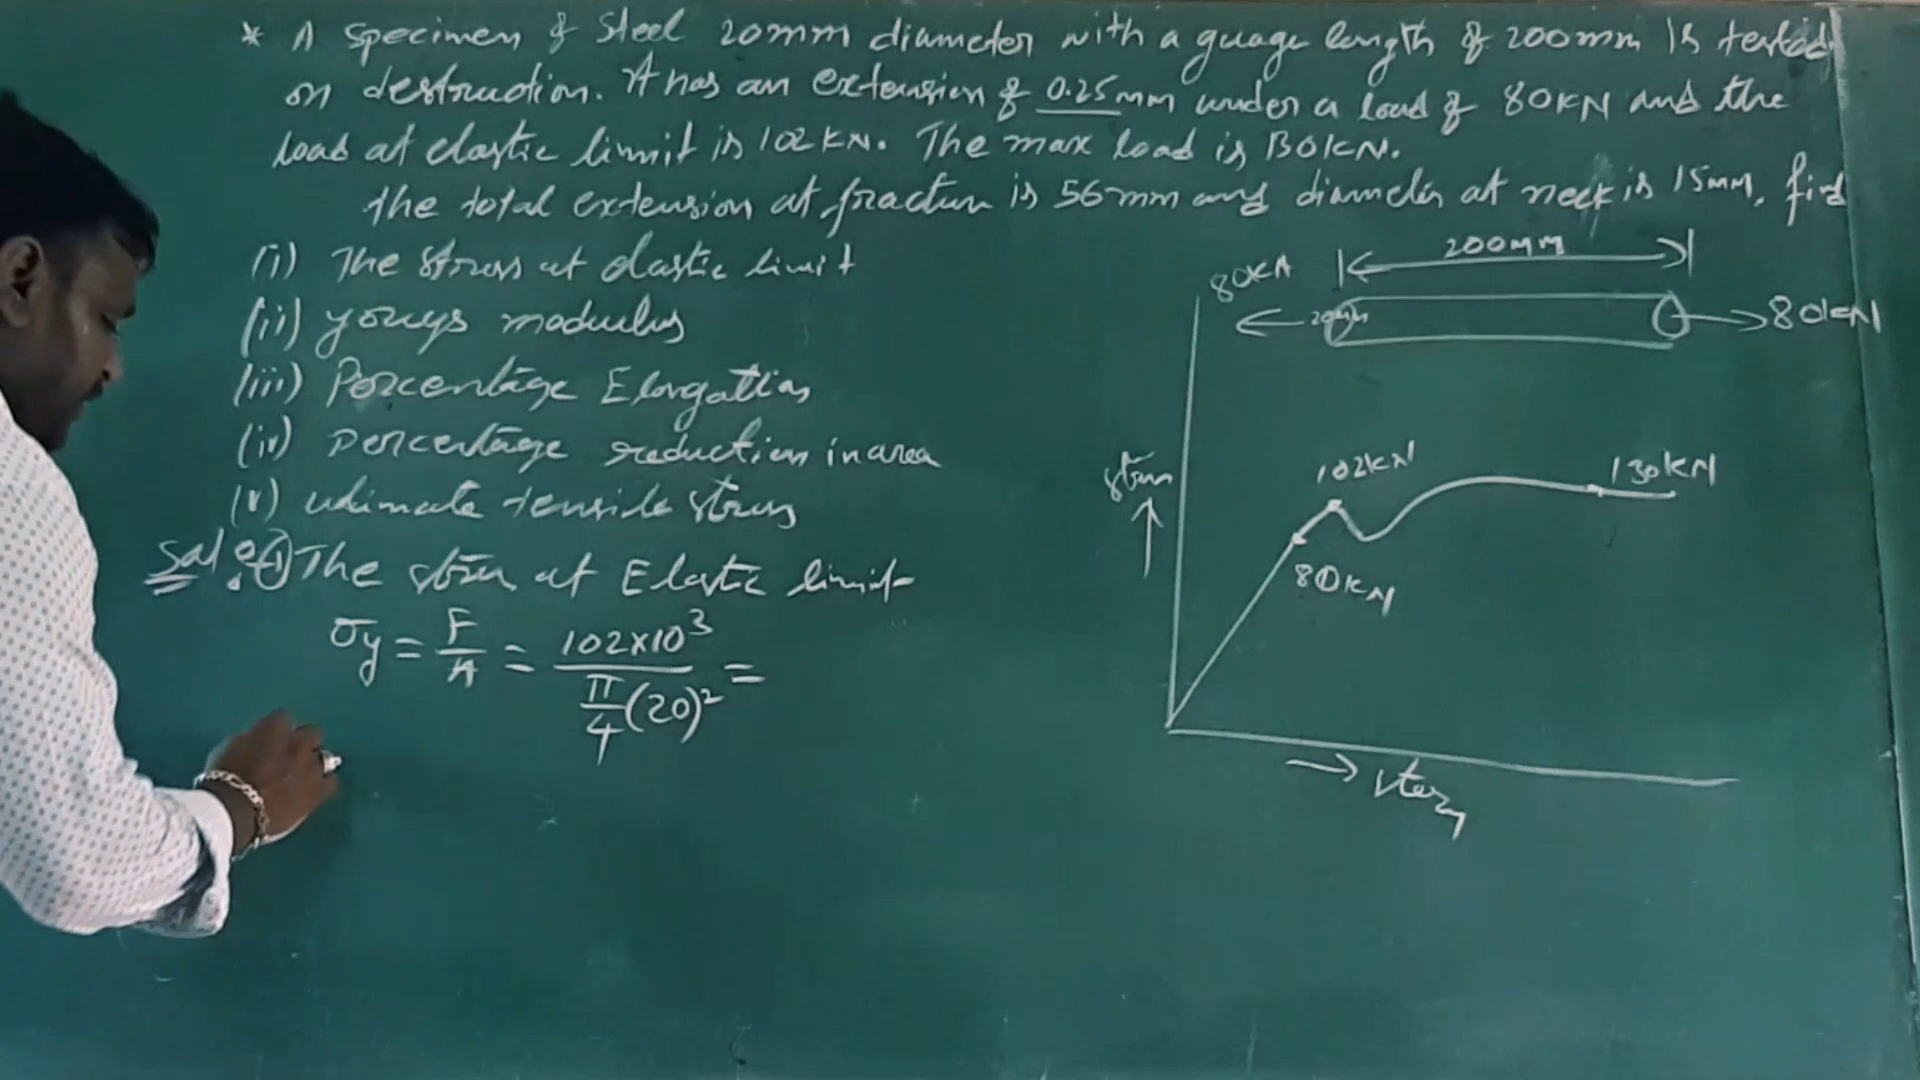 * A specimen of steel 20mm diameter with a guage length of 200mm is tested
on destruction. It has an extension of 0.25mm under a load of 80KN and the
load at elastic limit is 102KN. The max load is 130KN.
the total extension at fracture is 56mm and diameter at neck is 15mm, find
(i) The stress at elastic limit
(ii) youngs modulus
(iii) Percentage Elongation
(iv) percentage reduction in area
(v) ultimate tensile stress
Sol: ① The stress at Elastic limit
σy = F/A = 102×10³ / π/4 (20)² =
200mm
80KN
20mm
80KN
stress
102KN
130KN
80KN